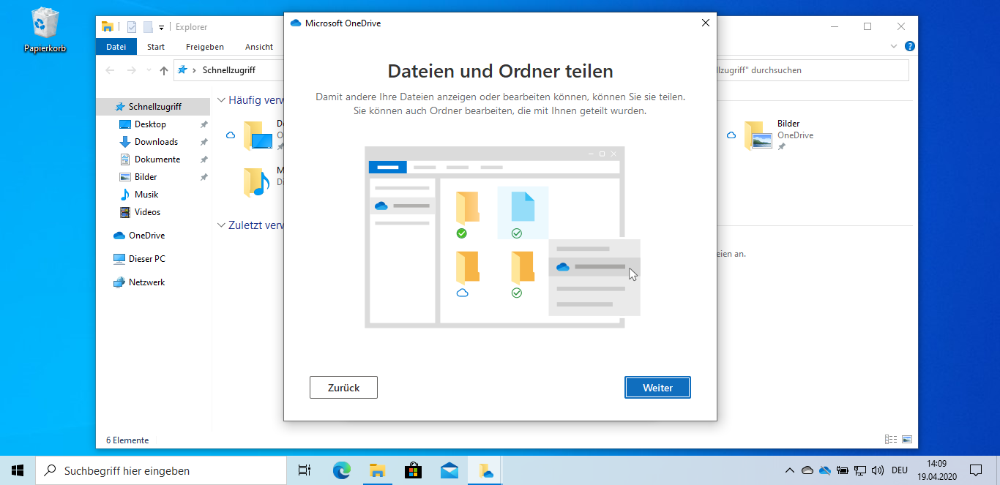 Papierkorb
Explorer
Datei
Start
Freigeben
Ansicht
Schnellzugriff
llzugriff" durchsuchen
Schnellzugriff
Desktop
Downloads
Dokumente
Bilder
Musik
Videos
OneDrive
Dieser PC
Netzwerk
Häufig verw
Bilder
OneDrive
Zuletzt verw
eien an.
6 Elemente
Microsoft OneDrive
Dateien und Ordner teilen
Damit andere Ihre Dateien anzeigen oder bearbeiten können, können Sie sie teilen.
Sie können auch Ordner bearbeiten, die mit Ihnen geteilt wurden.
Zurück
Weiter
Suchbegriff hier eingeben
DEU
14:09
19.04.2020